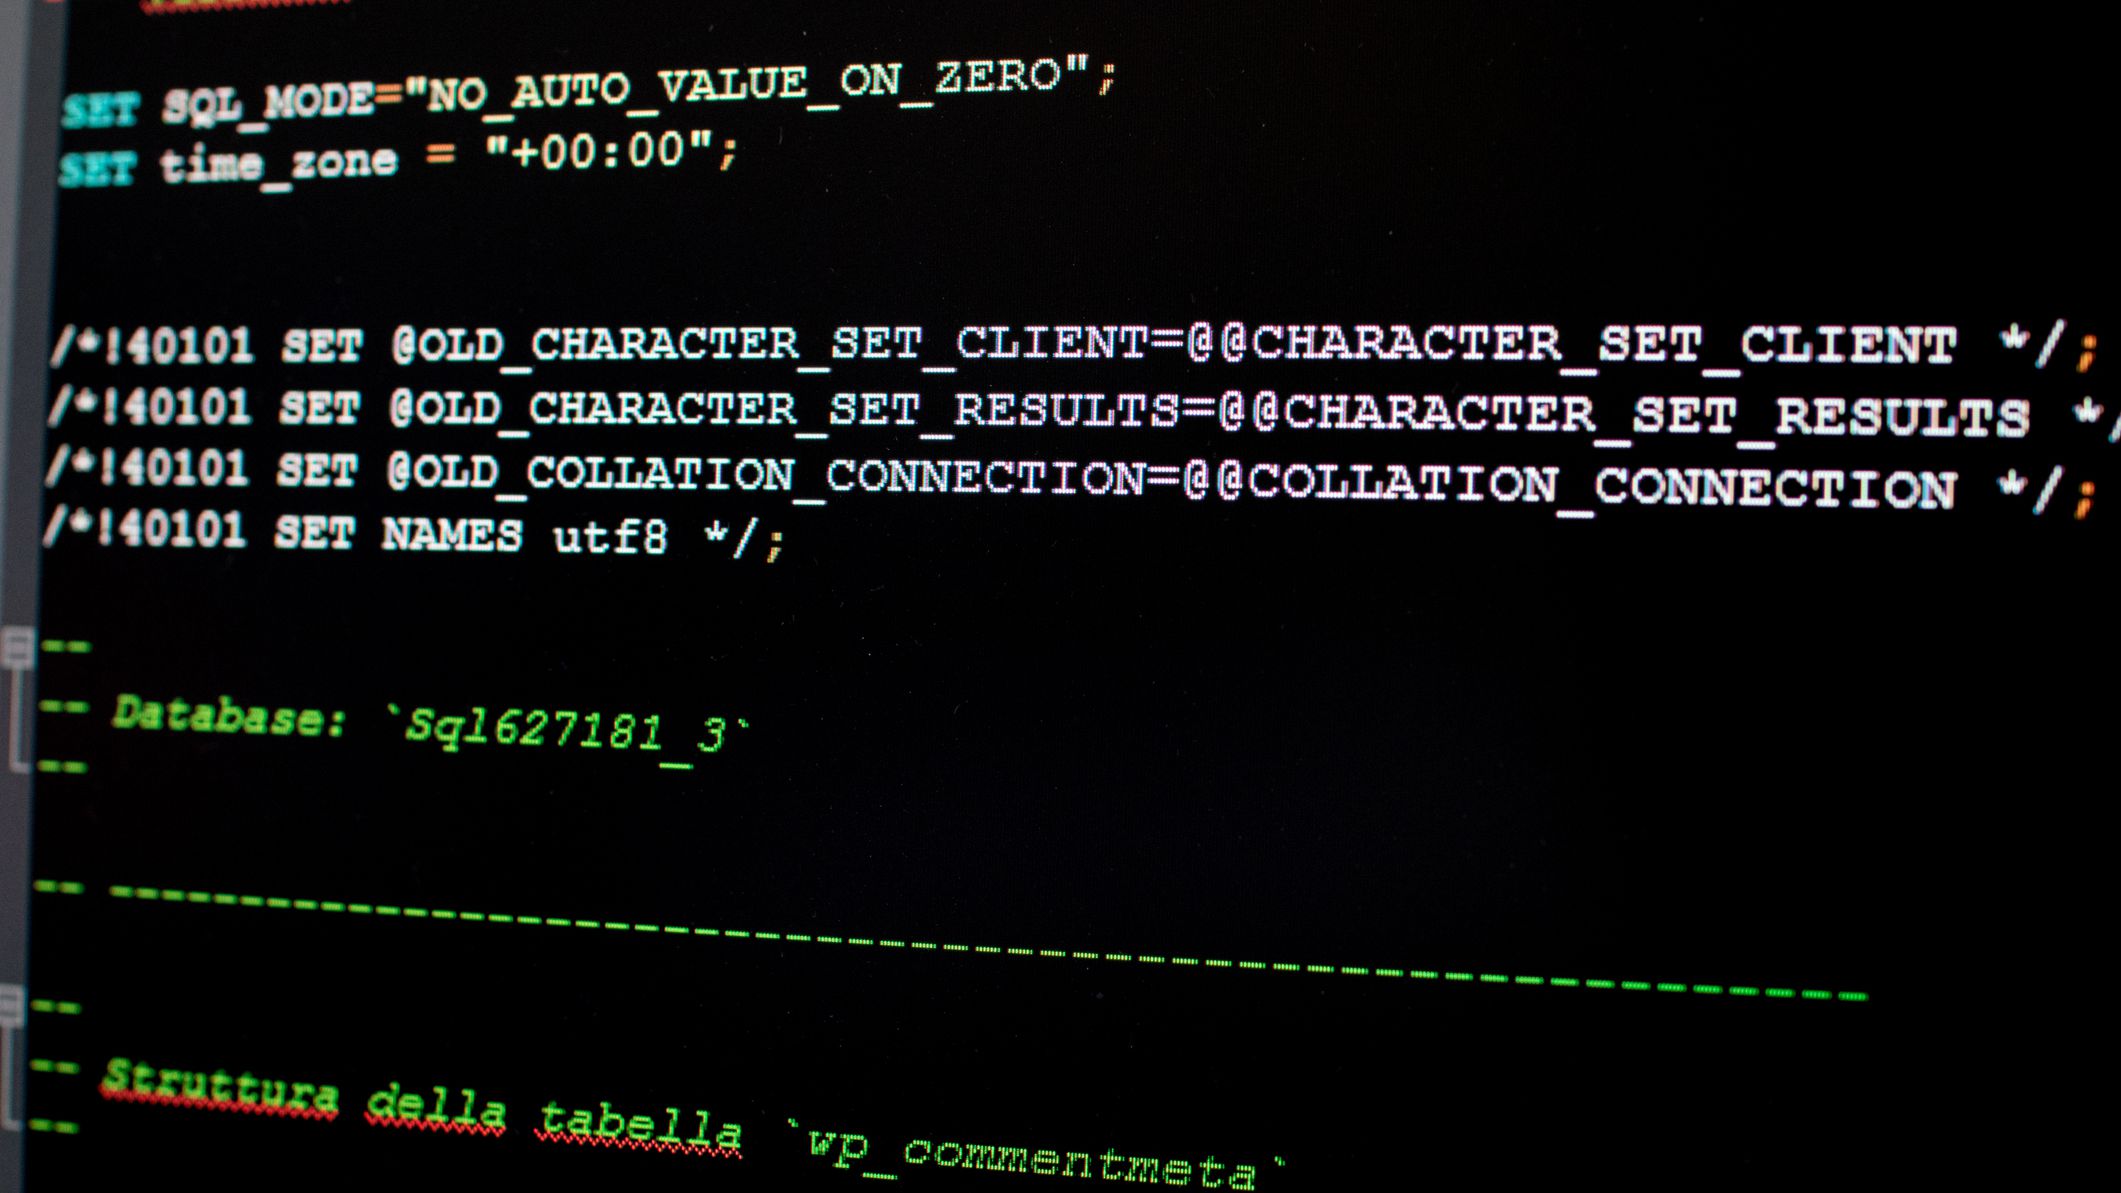 SET SQL_MODE="NO_AUTO_VALUE_ON_ZERO";
SET time_zone = "+00:00";
/*!40101 SET @OLD_CHARACTER_SET_CLIENT=@@CHARACTER_SET_CLIENT */;
/*!40101 SET @OLD_CHARACTER_SET_RESULTS=@@CHARACTER_SET_RESULTS */
/*!40101 SET @OLD_COLLATION_CONNECTION=@@COLLATION_CONNECTION */;
/*!40101 SET NAMES utf8 */;
--
-- Database: `Sql627181_3`
--
-- --------------------------------------------------------
--
-- Struttura della tabella `wp_commentmeta`
--